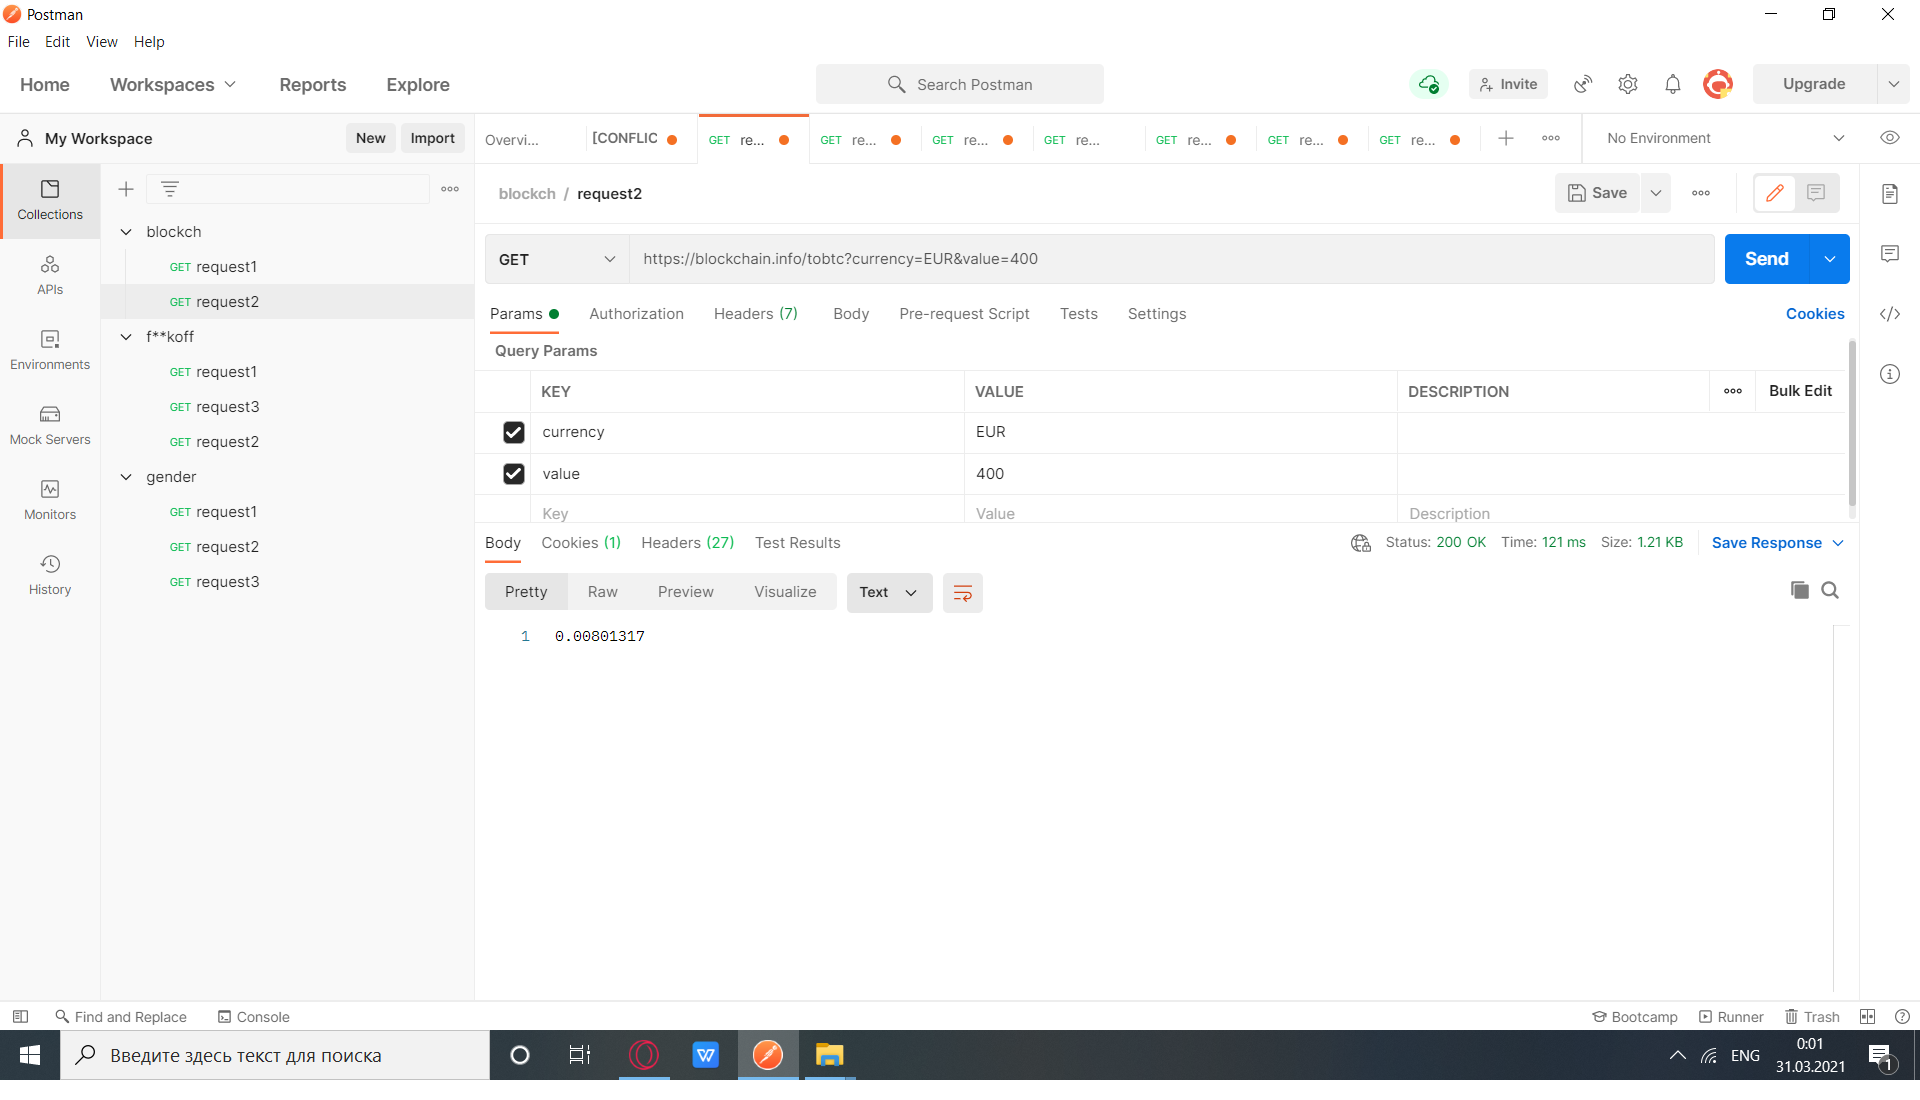 Postman
File Edit View Help
Home Workspaces Reports Explore Search Postman Invite Upgrade
My Workspace New Import Overvi... [CONFLIC GET re... GET re... GET re... GET re... GET re... GET re... GET re... No Environment
Collections
APIs
Environments
Mock Servers
Monitors
History
blockch
GET request1
GET request2
f**koff
GET request1
GET request3
GET request2
gender
GET request1
GET request2
GET request3
blockch / request2 Save
GET https://blockchain.info/tobtc?currency=EUR&value=400 Send
Params Authorization Headers (7) Body Pre-request Script Tests Settings Cookies
Query Params
KEY VALUE DESCRIPTION Bulk Edit
currency EUR
value 400
Key Value Description
Body Cookies (1) Headers (27) Test Results Status: 200 OK Time: 121 ms Size: 1.21 KB Save Response
Pretty Raw Preview Visualize Text
1 0.00801317
Find and Replace Console Bootcamp Runner Trash
Введите здесь текст для поиска ENG 0:01
31.03.2021 1